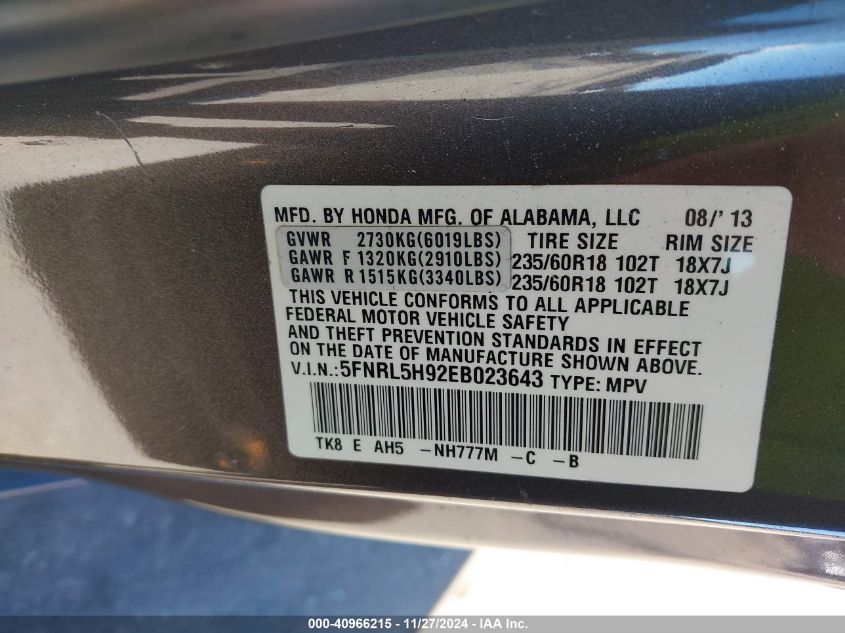 MFD. BY HONDA MFG. OF ALABAMA, LLC 08/' 13
GVWR 2730KG(6019LBS) TIRE SIZE RIM SIZE
GAWR F 1320KG(2910LBS) 235/60R18 102T 18X7J
GAWR R 1515KG(3340LBS) 235/60R18 102T 18X7J
THIS VEHICLE CONFORMS TO ALL APPLICABLE
FEDERAL MOTOR VEHICLE SAFETY
AND THEFT PREVENTION STANDARDS IN EFFECT
ON THE DATE OF MANUFACTURE SHOWN ABOVE.
V.I.N.:5FNRL5H92EB023643 TYPE: MPV
TK8 E AH5 -NH777M -C -B
000-40966215 - 11/27/2024 - IAA Inc.